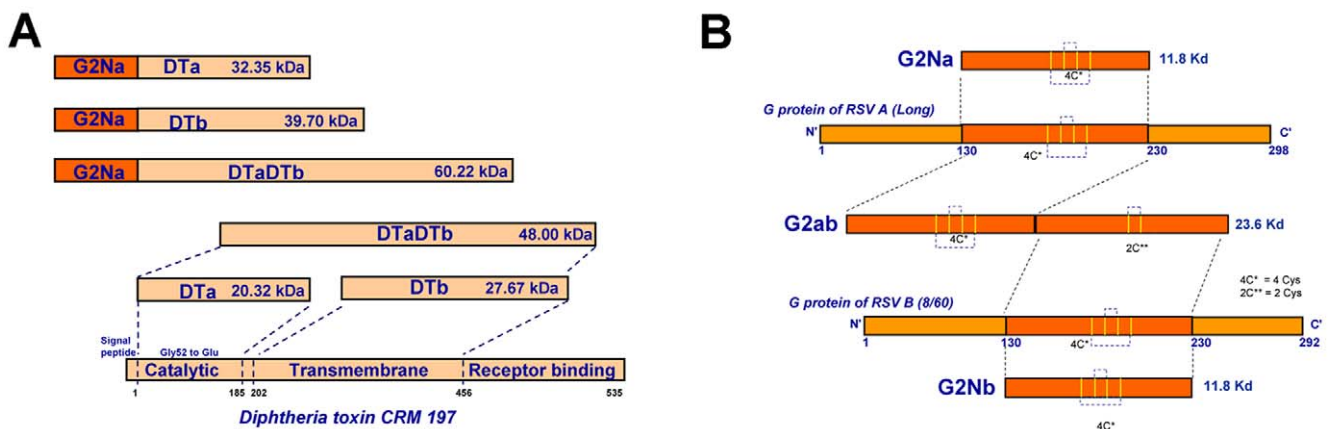 A
G2Na DTa 32.35 kDa
G2Na DTb 39.70 kDa
G2Na DTaDTb 60.22 kDa
DTaDTb 48.00 kDa
DTa 20.32 kDa DTb 27.67 kDa
Signal
peptide Gly52 to Glu
Catalytic Transmembrane Receptor binding
1 185 202 456 535
Diphtheria toxin CRM 197
B
G2Na 11.8 Kd
4C*
G protein of RSV A (Long)
N' C'
1 130 230 298
4C*
G2ab 23.6 Kd
4C* 2C**
4C* = 4 Cys
2C** = 2 Cys
G protein of RSV B (8/60)
N' C'
1 130 4C* 230 292
G2Nb 11.8 Kd
4C*